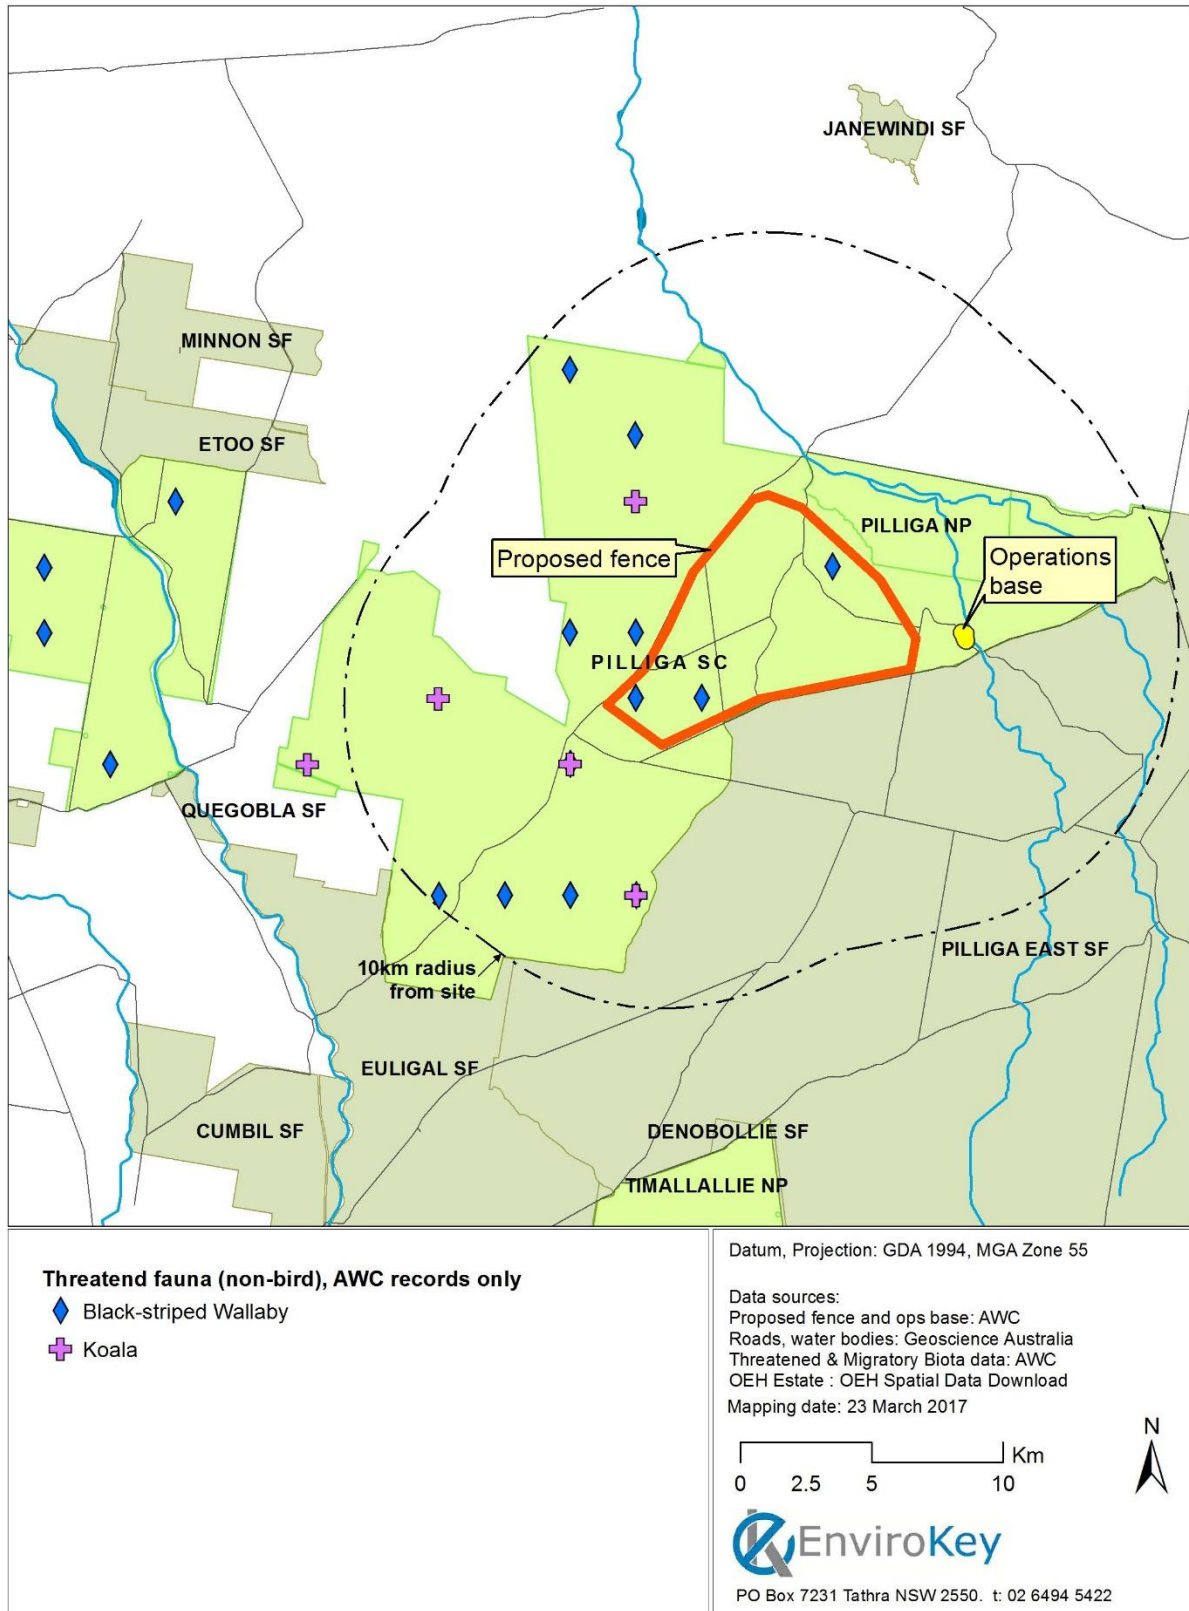 JANEWINDI SF
MINNON SF
ETOO SF
PILLIGA NP
Proposed fence
Operations
base
PILLIGA SC
QUEGOBLA SF
10km radius
from site
PILLIGA EAST SF
EULIGAL SF
CUMBIL SF
DENOBOLLIE SF
TIMALLALLIE NP
Threatend fauna (non-bird), AWC records only
Black-striped Wallaby
Koala
Datum, Projection: GDA 1994, MGA Zone 55
Data sources:
Proposed fence and ops base: AWC
Roads, water bodies: Geoscience Australia
Threatened & Migratory Biota data: AWC
OEH Estate : OEH Spatial Data Download
Mapping date: 23 March 2017
N
Km
0 2.5 5 10
EnviroKey
PO Box 7231 Tathra NSW 2550. t: 02 6494 5422